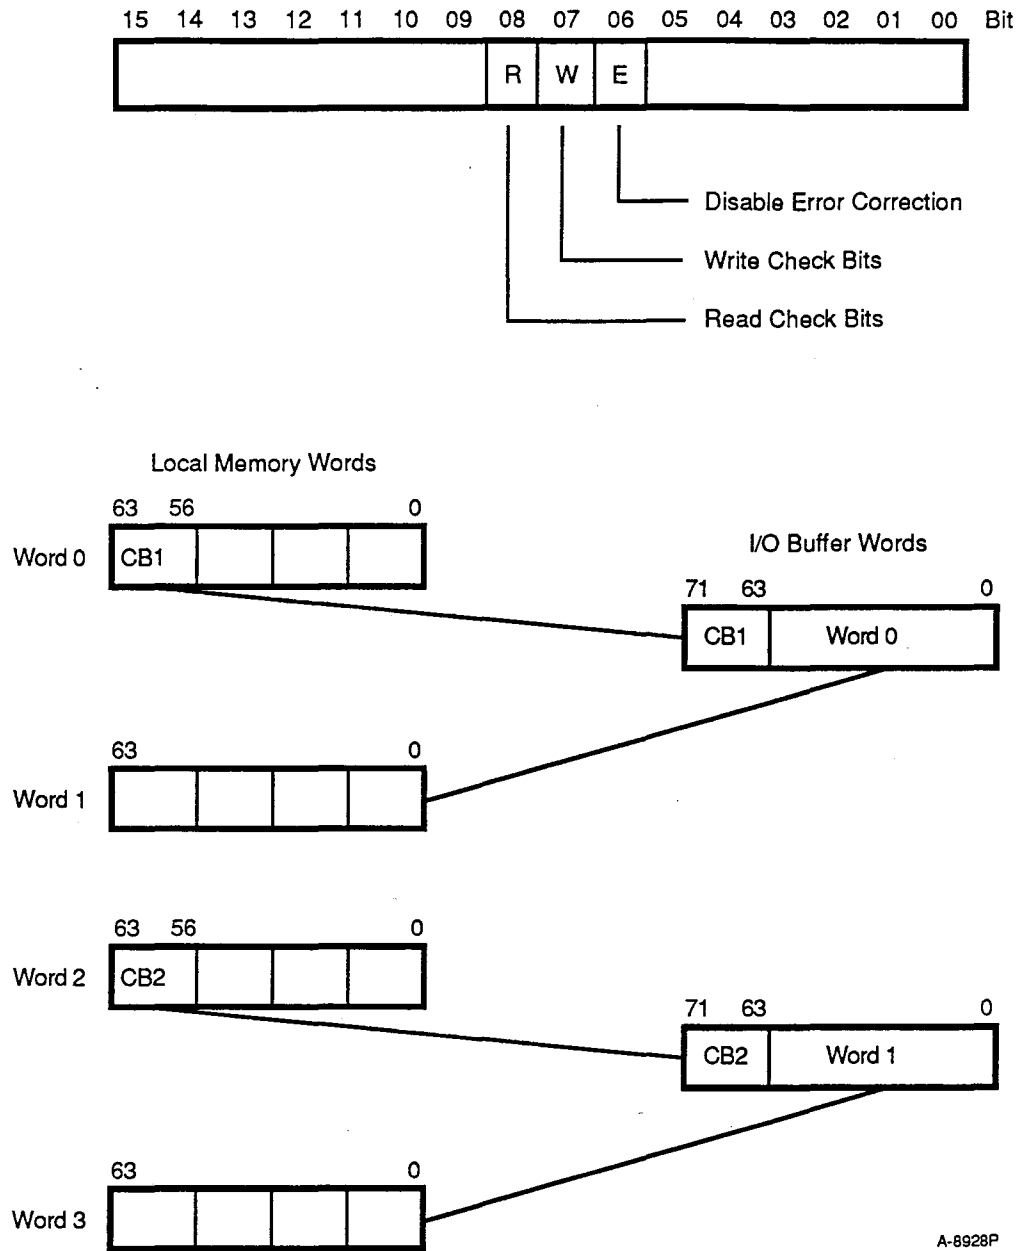 15 14 13 12 11 10 09 08 07 06 05 04 03 02 01 00 Bit
R W E
Disable Error Correction
Write Check Bits
Read Check Bits
Local Memory Words
63 56 0
Word 0 CB1
I/O Buffer Words
71 63 0
CB1 Word 0
63 0
Word 1
63 56 0
Word 2 CB2
71 63 0
CB2 Word 1
63 0
Word 3
A-8928P